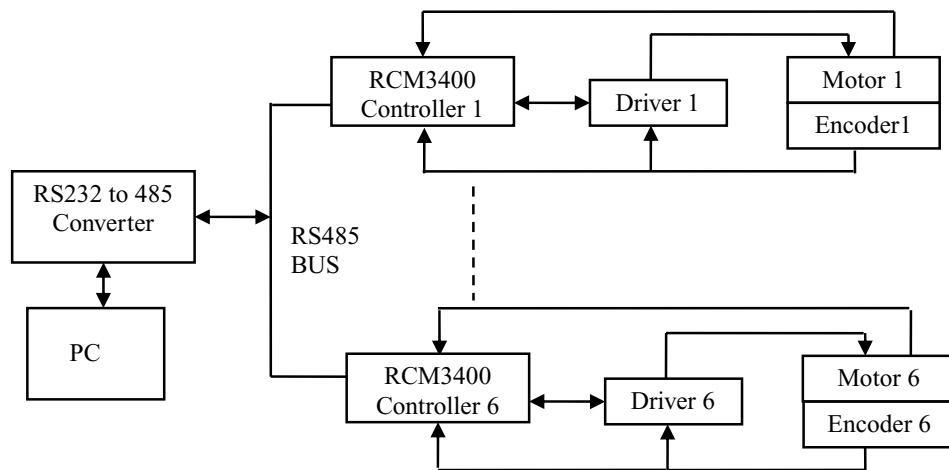 RCM3400
Controller 1
Driver 1
Motor 1
Encoder1
RS232 to 485
Converter
RS485
BUS
PC
RCM3400
Controller 6
Driver 6
Motor 6
Encoder 6